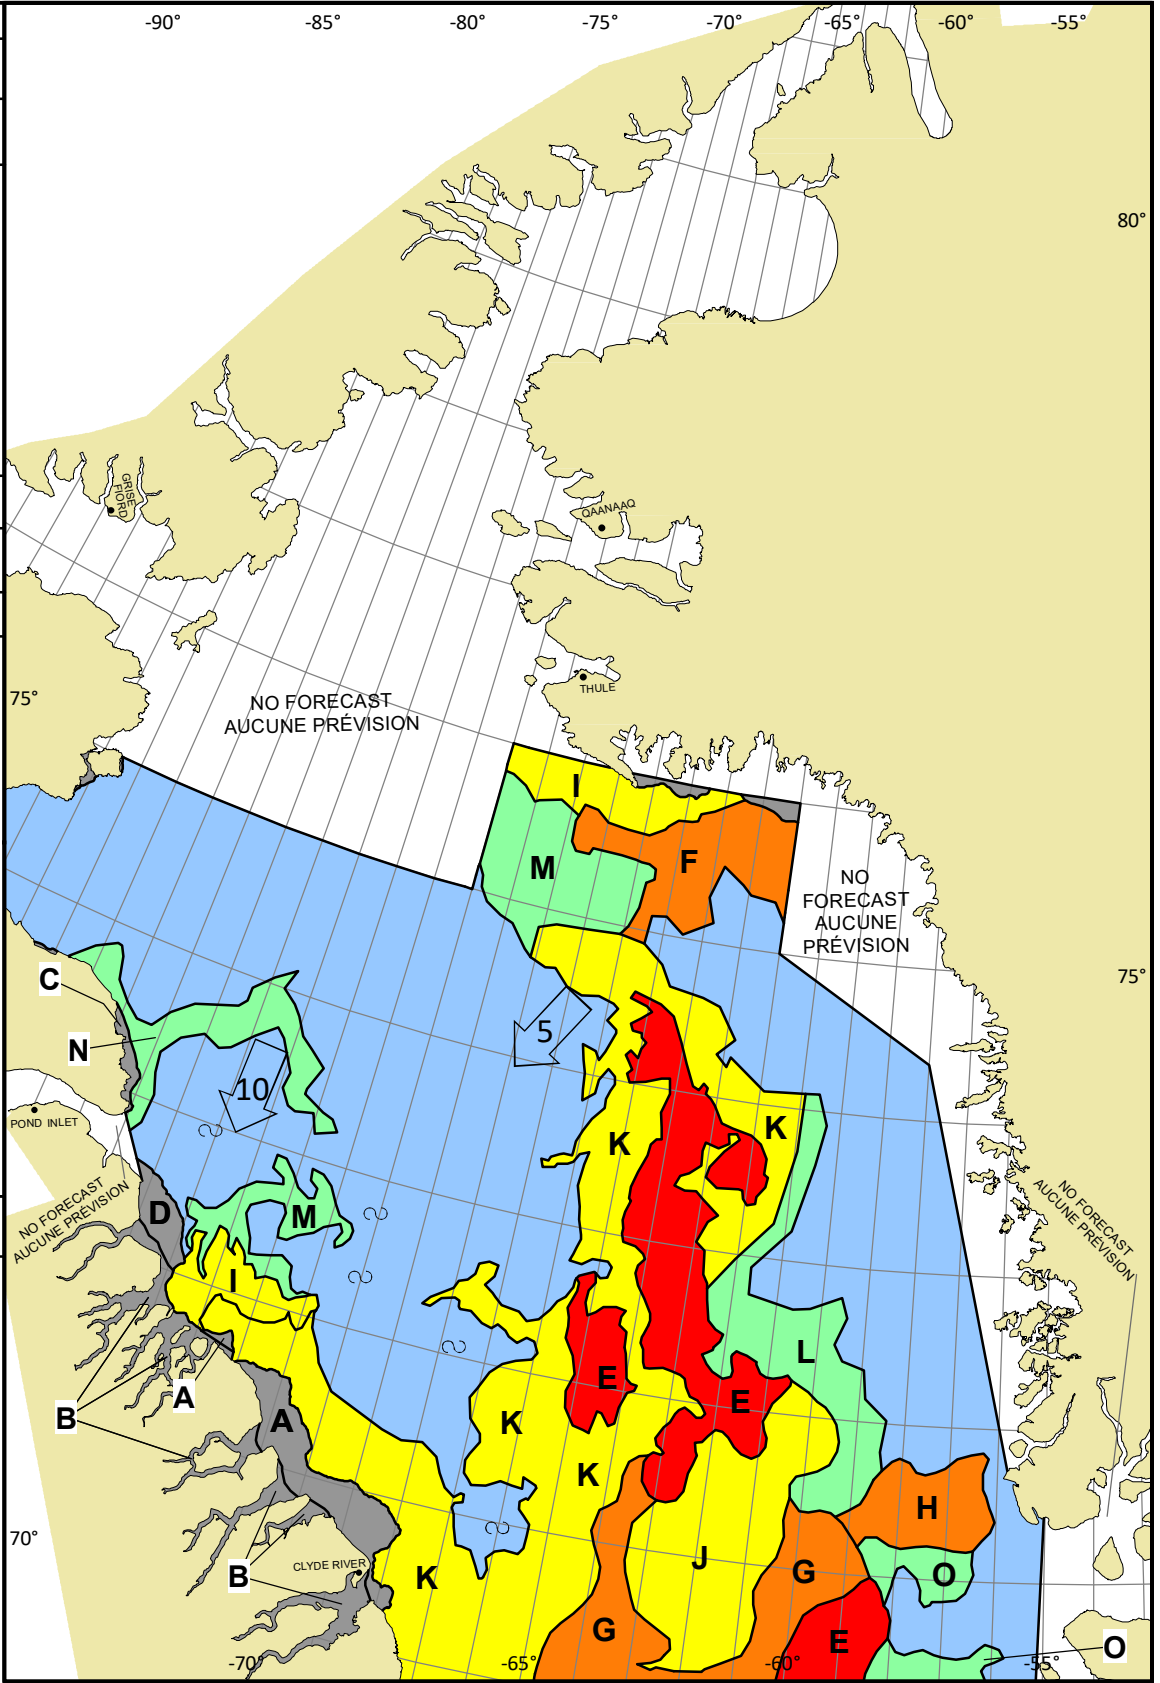 -90° -85° -80° -75° -70° -65° -60° -55°
80°
GRISE
FIORD
QAANAAQ
THULE
75°
NO FORECAST
AUCUNE PRÉVISION
I
M
F
NO
FORECAST
AUCUNE
PRÉVISION
75°
C
N
5
10
POND INLET
K
K
NO FORECAST
AUCUNE PRÉVISION
NO FORECAST
AUCUNE PRÉVISION
D
M
I
L
E
E
A
B
A
K
K
H
70°
J
G
O
CLYDE RIVER
B
K
G
E
O
-70° -65° -60° -55°